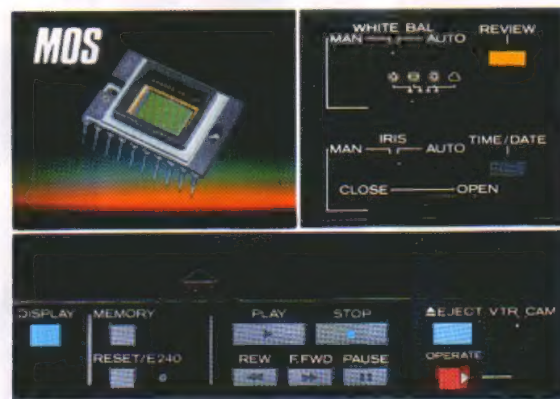 MOS
WHITE BAL
MAN AUTO
REVIEW
IRIS
MAN AUTO
TIME/DATE
CLOSE OPEN
DISPLAY
MEMORY
RESET/E240
PLAY STOP
REW F.FWD PAUSE
EJECT VTR CAM
OPERATE